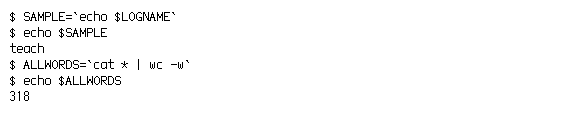 $ SAMPLE=`echo $LOGNAME`
$ echo $SAMPLE
teach
$ ALLWORDS=`cat * | wc -w`
$ echo $ALLWORDS
318